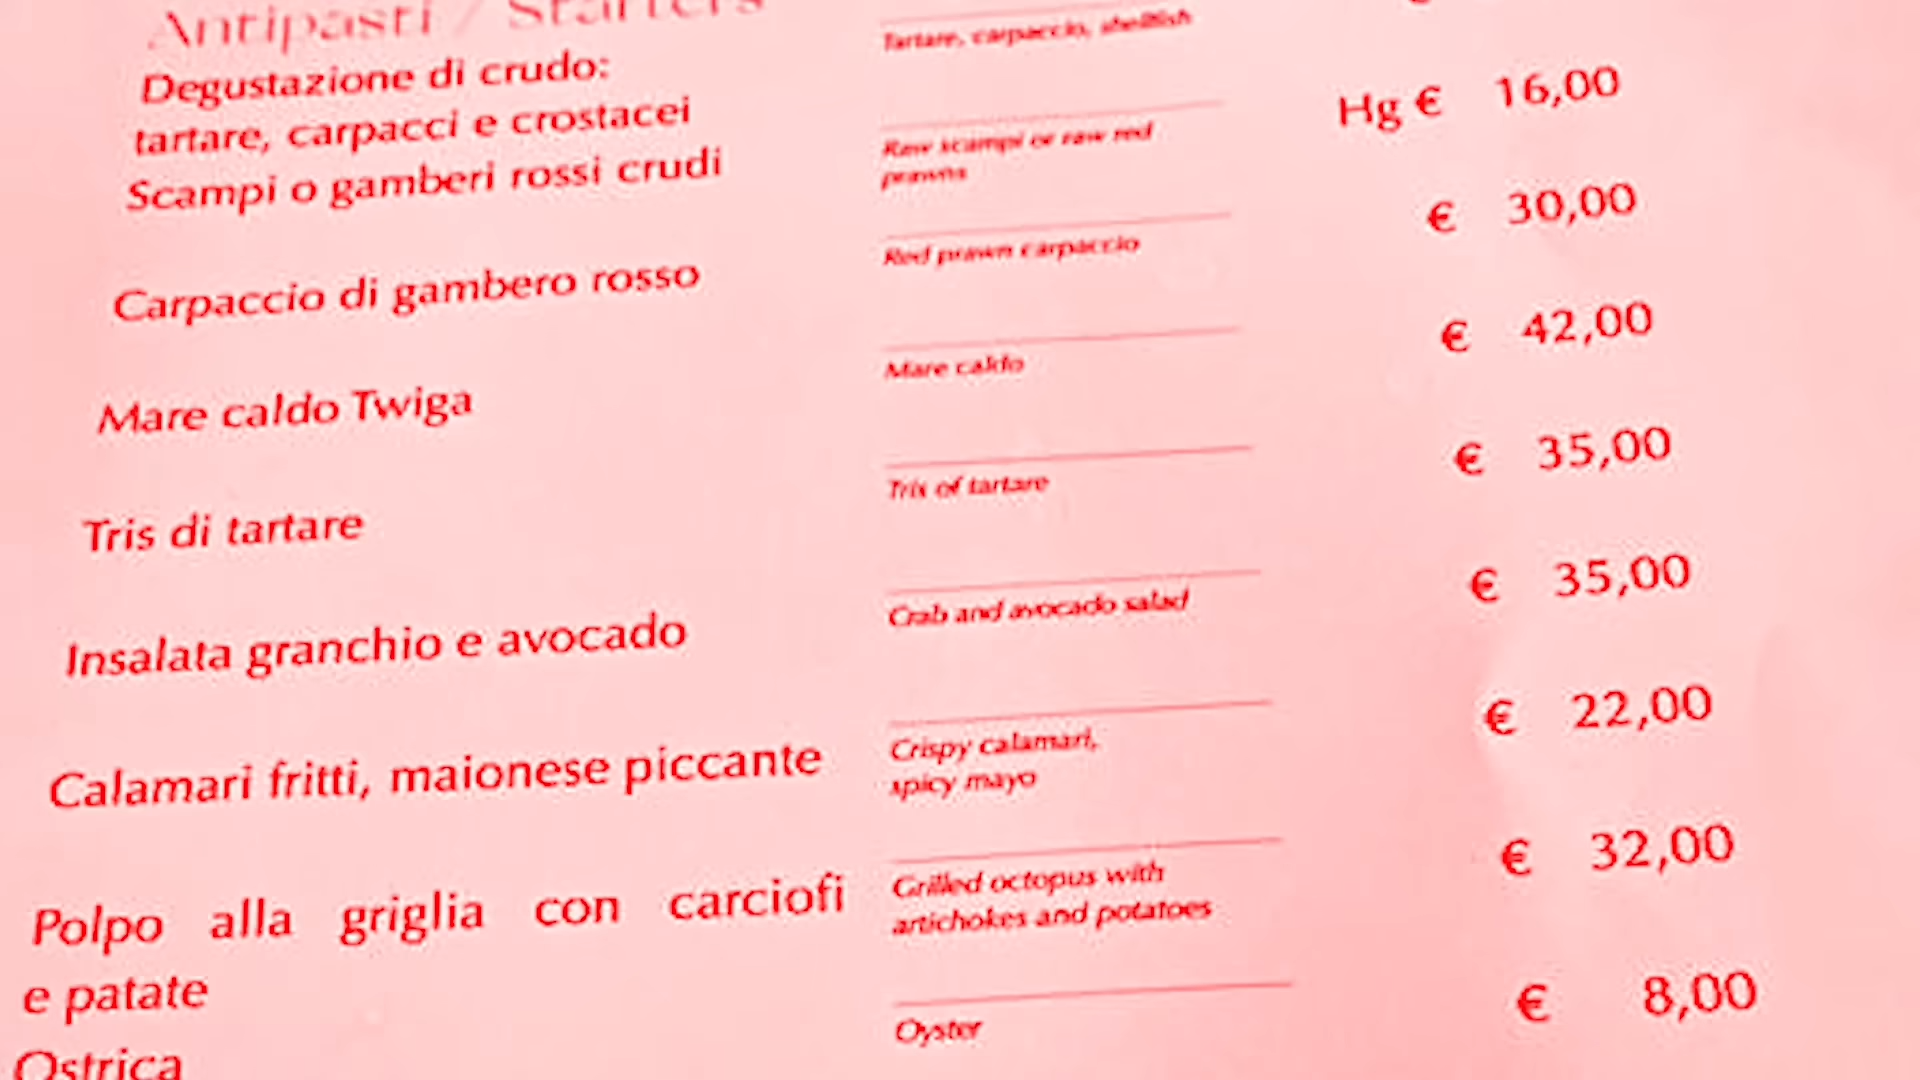 Antipasti / Starters
Degustazione di crudo:
tartare, carpacci e crostacei
Tartare, carpaccio, shellfish
Scampi o gamberi rossi crudi
Raw scampi or raw red
prawns
Hg € 16,00
Carpaccio di gambero rosso
Red prawn carpaccio
€ 30,00
Mare caldo Twiga
Mare caldo
€ 42,00
Tris di tartare
Tris of tartare
€ 35,00
Insalata granchio e avocado
Crab and avocado salad
€ 35,00
Calamari fritti, maionese piccante
Crispy calamari,
spicy mayo
€ 22,00
Polpo alla griglia con carciofi
e patate
Grilled octopus with
artichokes and potatoes
€ 32,00
Ostrica
Oyster
€ 8,00